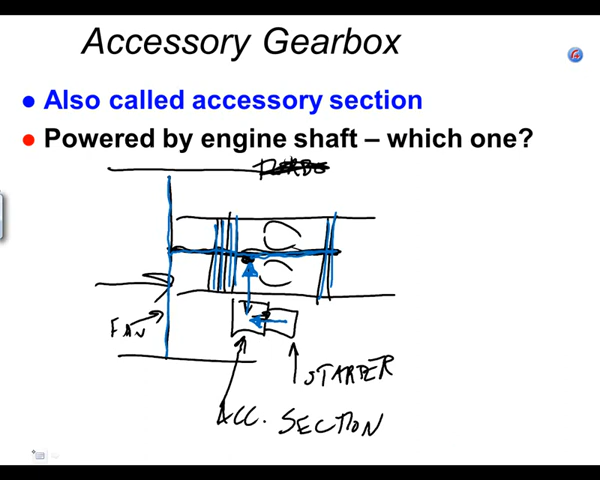 Accessory Gearbox
Also called accessory section
Powered by engine shaft – which one?
FAN
STARTER
ACC. SECTION